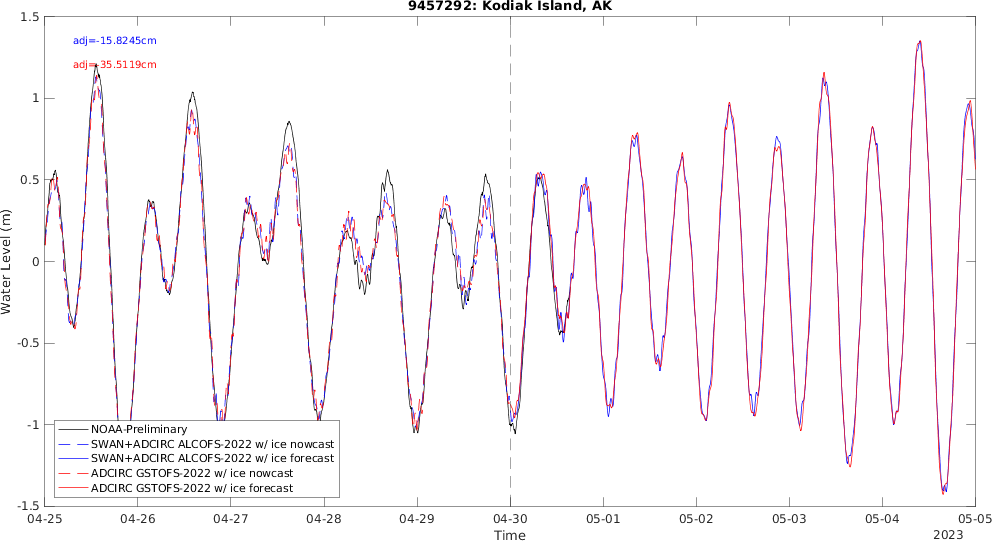 9457292: Kodiak Island, AK
1.5
adj=-15.8245cm
adj=-35.5119cm
1
0.5
0
-0.5
-1
-1.5
Water Level (m)
NOAA-Preliminary
SWAN+ADCIRC ALCOFS-2022 w/ ice nowcast
SWAN+ADCIRC ALCOFS-2022 w/ ice forecast
ADCIRC GSTOFS-2022 w/ ice nowcast
ADCIRC GSTOFS-2022 w/ ice forecast
04-25 04-26 04-27 04-28 04-29 04-30 05-01 05-02 05-03 05-04 05-05
Time
2023